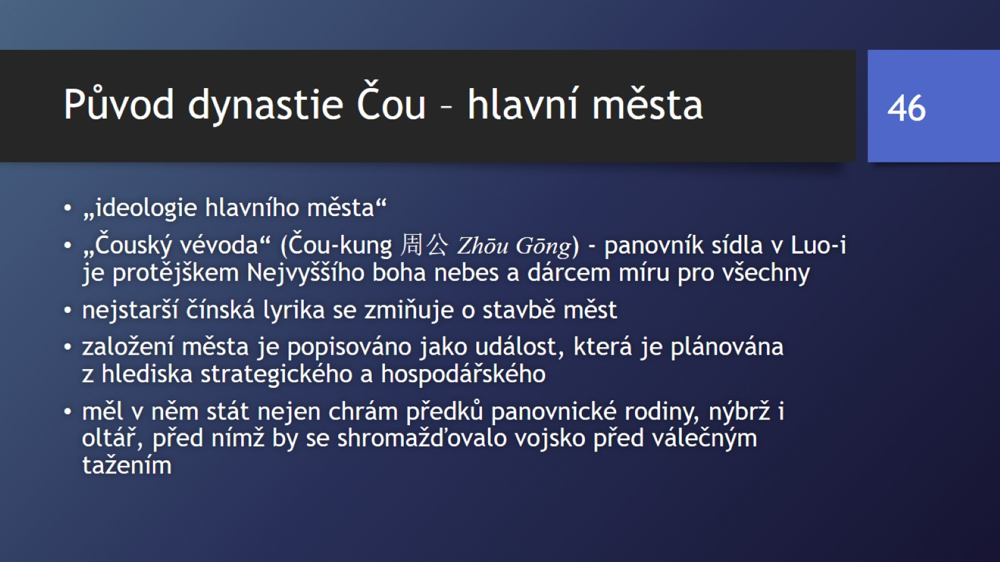 Původ dynastie Čou – hlavní města
46
• „ideologie hlavního města“
• „Čouský vévoda“ (Čou-kung 周公 Zhōu Gōng) - panovník sídla v Luo-i
je protějškem Nejvyššího boha nebes a dárcem míru pro všechny
• nejstarší čínská lyrika se zmiňuje o stavbě měst
• založení města je popisováno jako událost, která je plánována
z hlediska strategického a hospodářského
• měl v něm stát nejen chrám předků panovnické rodiny, nýbrž i
oltář, před nímž by se shromažďovalo vojsko před válečným
tažením